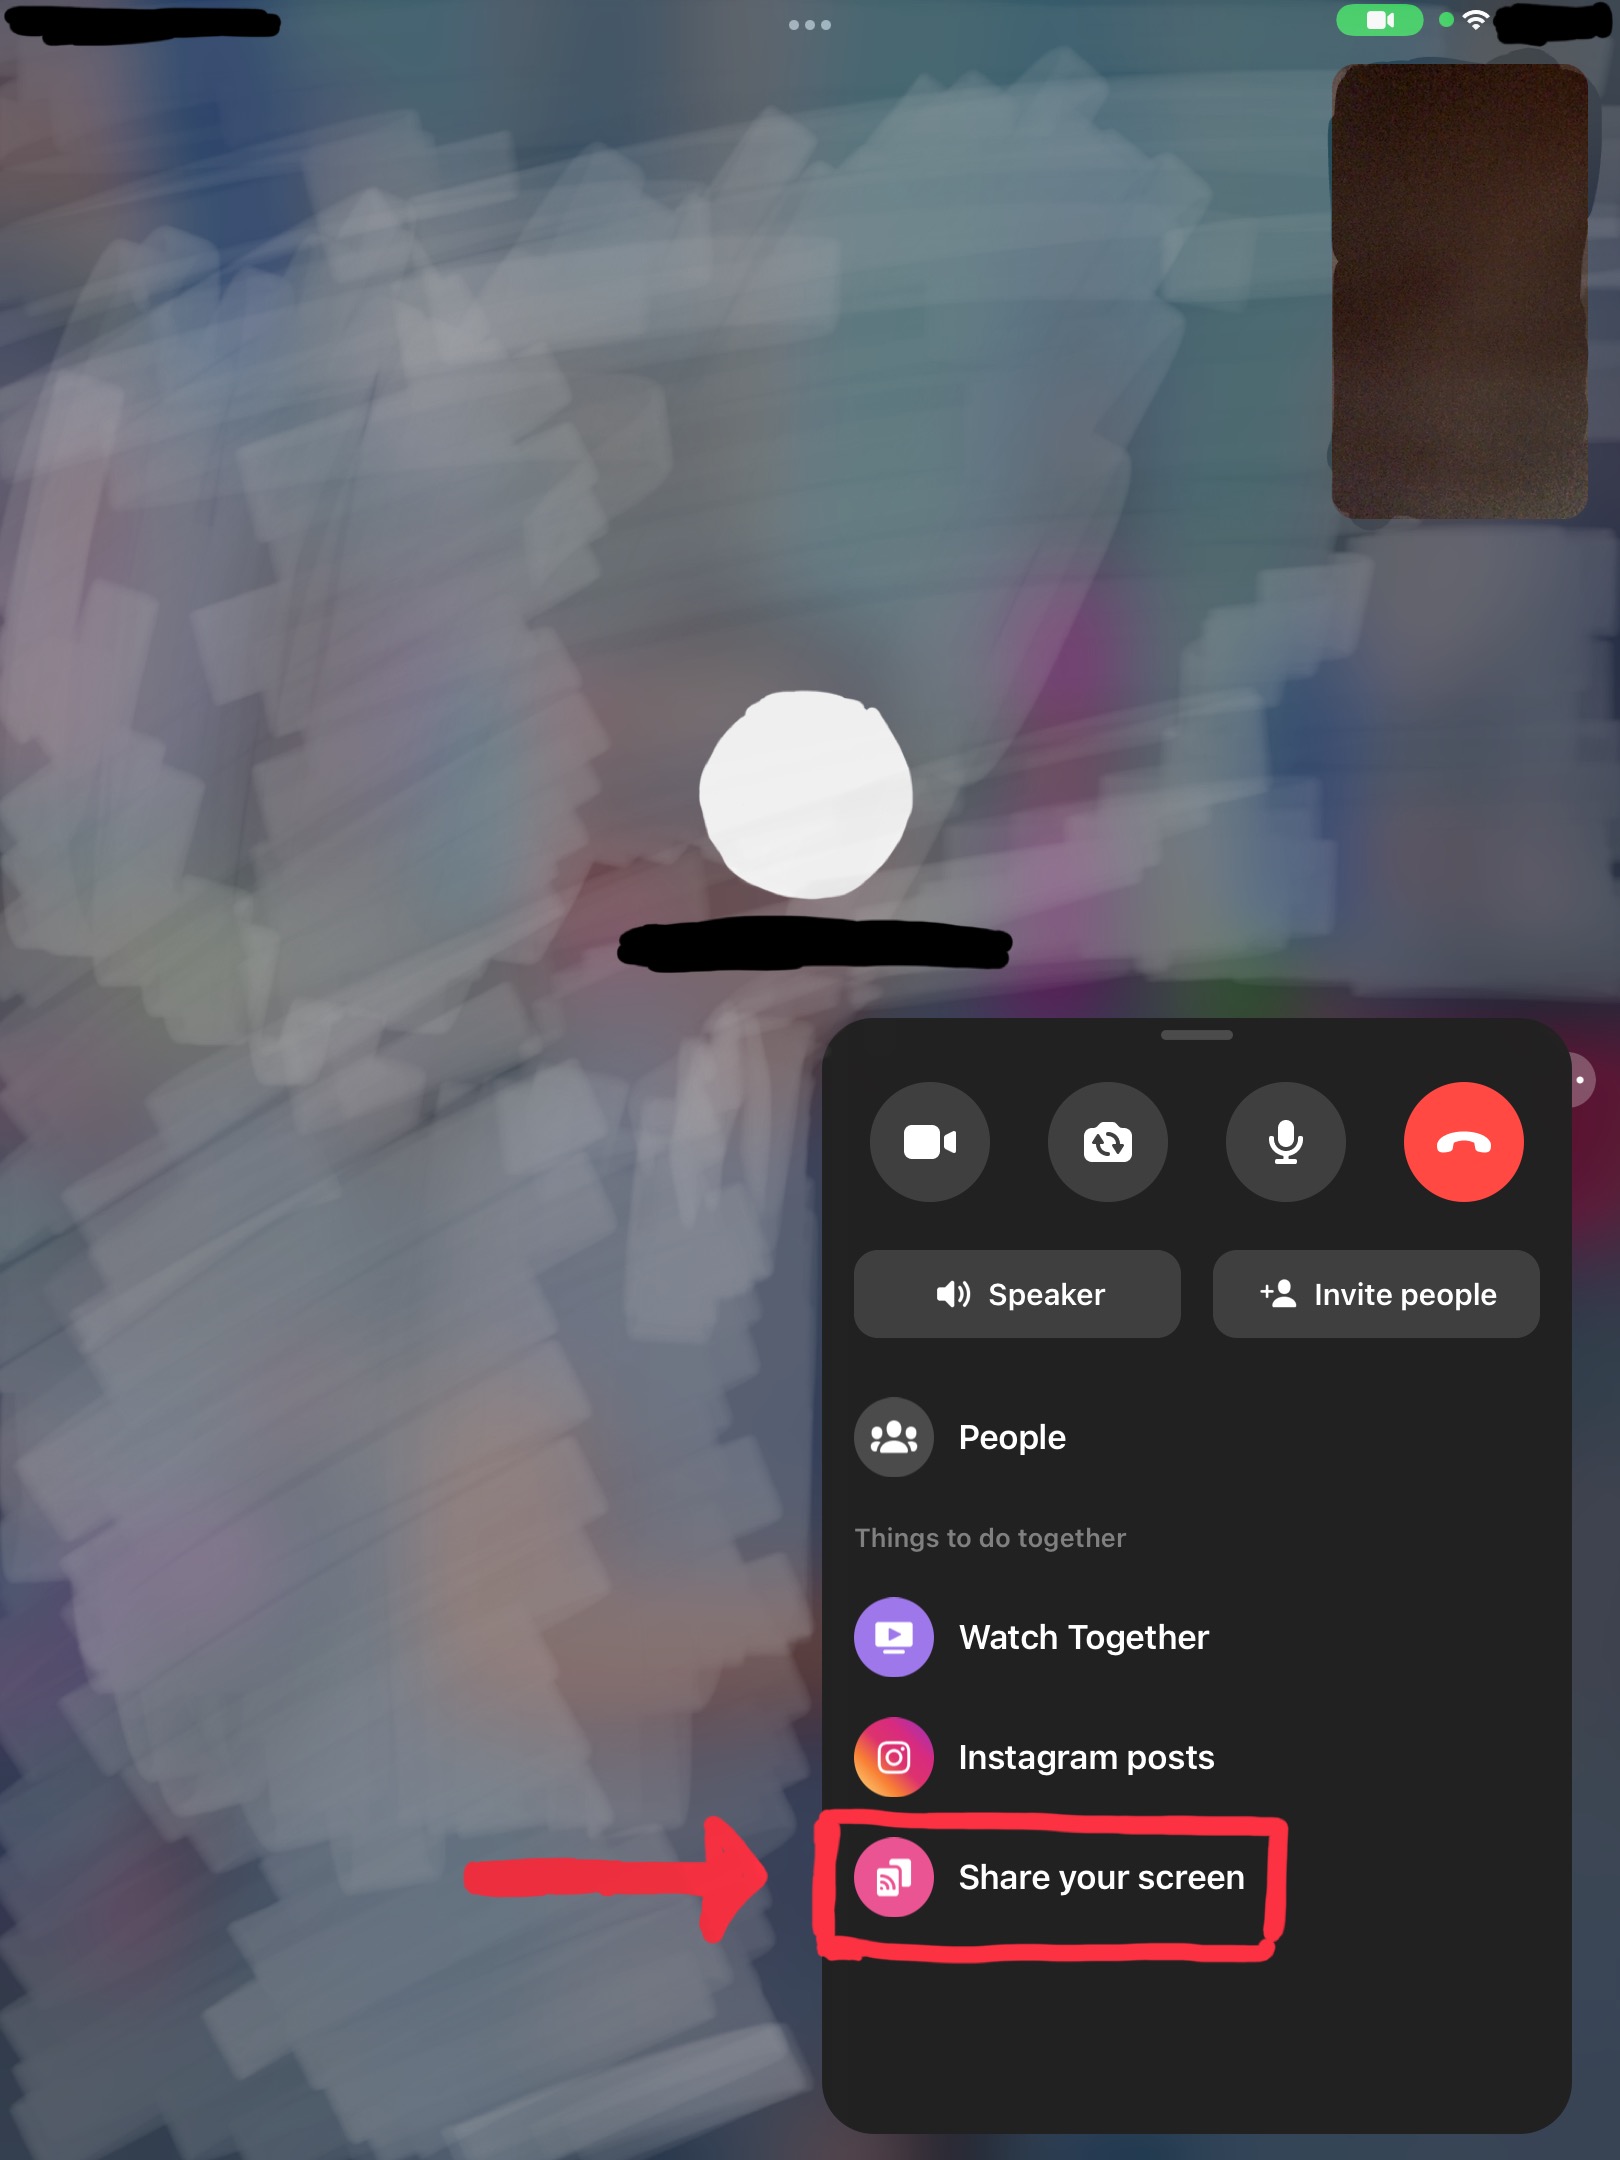 Speaker
Invite people
People
Things to do together
Watch Together
Instagram posts
Share your screen